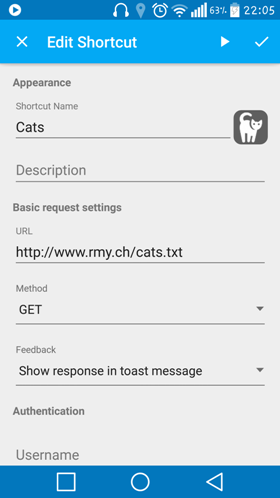 63% 22:05
Edit Shortcut
Appearance
Shortcut Name
Cats
Description
Basic request settings
URL
http://www.rmy.ch/cats.txt
Method
GET
Feedback
Show response in toast message
Authentication
Username